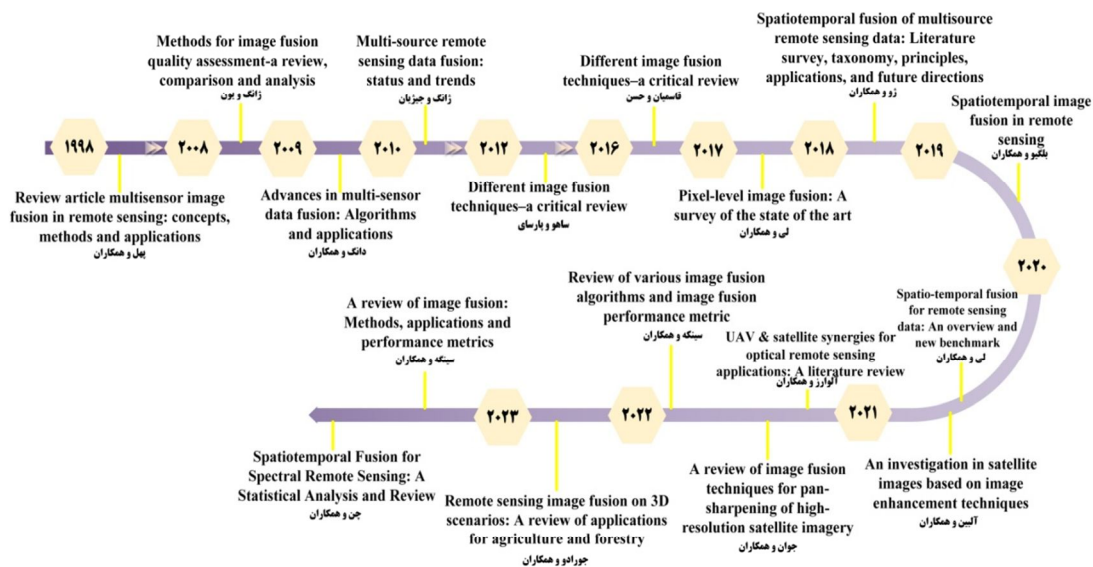 Methods for image fusion
quality assessment-a review,
comparison and analysis
ژانگ و یون
Multi-source remote
sensing data fusion:
status and trends
ژانگ و جیژیان
Different image fusion
techniques–a critical review
قاسمیان و حسن
Spatiotemporal fusion of multisource
remote sensing data: Literature
survey, taxonomy, principles,
applications, and future directions
ژو و همکاران
Spatiotemporal image
fusion in remote
sensing
بلگیو و همکاران
۱۹۹۸
۲۰۰۸
۲۰۰۹
۲۰۱۰
۲۰۱۲
۲۰۱۶
۲۰۱۷
۲۰۱۸
۲۰۱۹
Review article multisensor image
fusion in remote sensing: concepts,
methods and applications
پهل و همکاران
Advances in multi-sensor
data fusion: Algorithms
and applications
دانگ و همکاران
Different image fusion
techniques–a critical review
ساهو و پارسای
Pixel-level image fusion: A
survey of the state of the art
لی و همکاران
۲۰۲۰
A review of image fusion:
Methods, applications and
performance metrics
سینگه و همکاران
Review of various image fusion
algorithms and image fusion
performance metric
سینگه و همکاران
UAV & satellite synergies for
optical remote sensing
applications: A literature review
آلوارز و همکاران
Spatio-temporal fusion
for remote sensing
data: An overview and
new benchmark
لی و همکاران
۲۰۲۳
۲۰۲۲
۲۰۲۱
Spatiotemporal Fusion for
Spectral Remote Sensing: A
Statistical Analysis and Review
چن و همکاران
Remote sensing image fusion on 3D
scenarios: A review of applications
for agriculture and forestry
جورادو و همکاران
A review of image fusion
techniques for pan-
sharpening of high-
resolution satellite imagery
جوان و همکاران
An investigation in satellite
images based on image
enhancement techniques
آلبین و همکاران